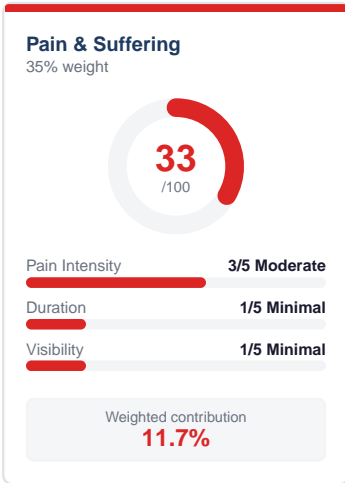 Pain & Suffering
35% weight
33
/100
Pain Intensity 3/5 Moderate
Duration 1/5 Minimal
Visibility 1/5 Minimal
Weighted contribution
11.7%